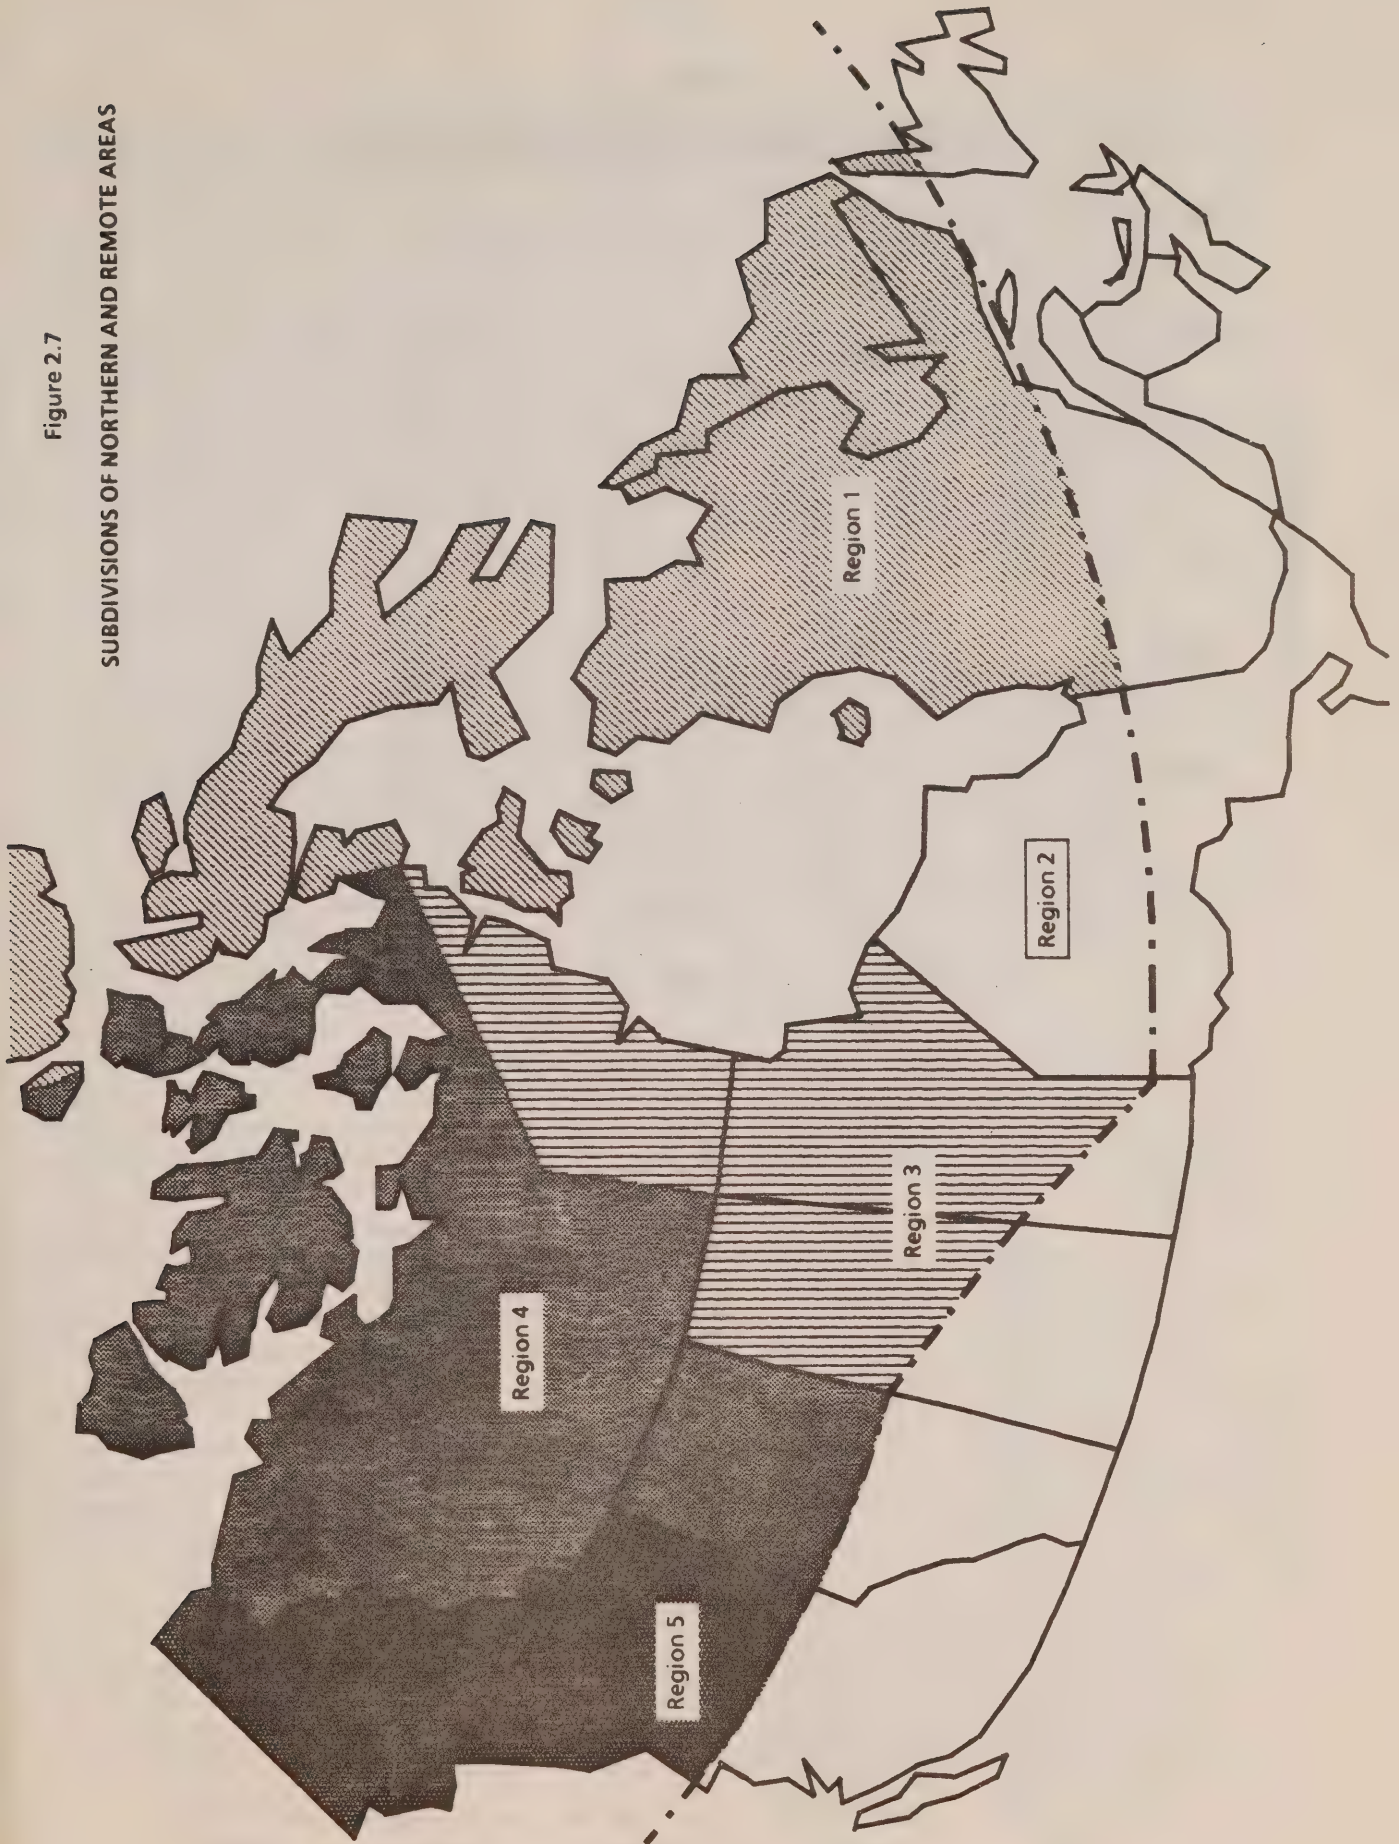 Figure 2.7
SUBDIVISIONS OF NORTHERN AND REMOTE AREAS
Region 1
Region 2
Region 3
Region 4
Region 5